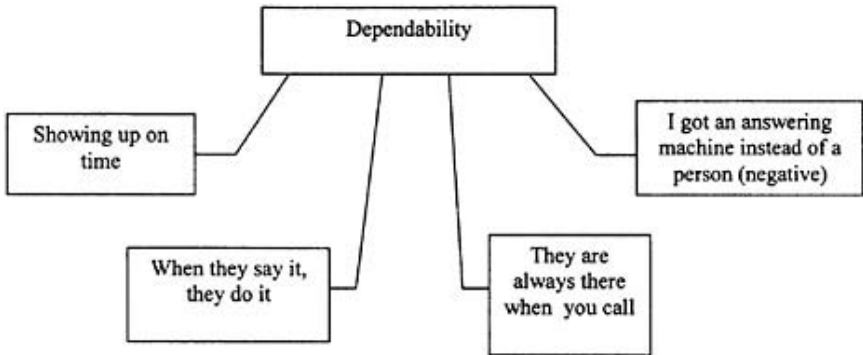 Dependability
Showing up on
time
I got an answering
machine instead of a
person (negative)
When they say it,
they do it
They are
always there
when you call